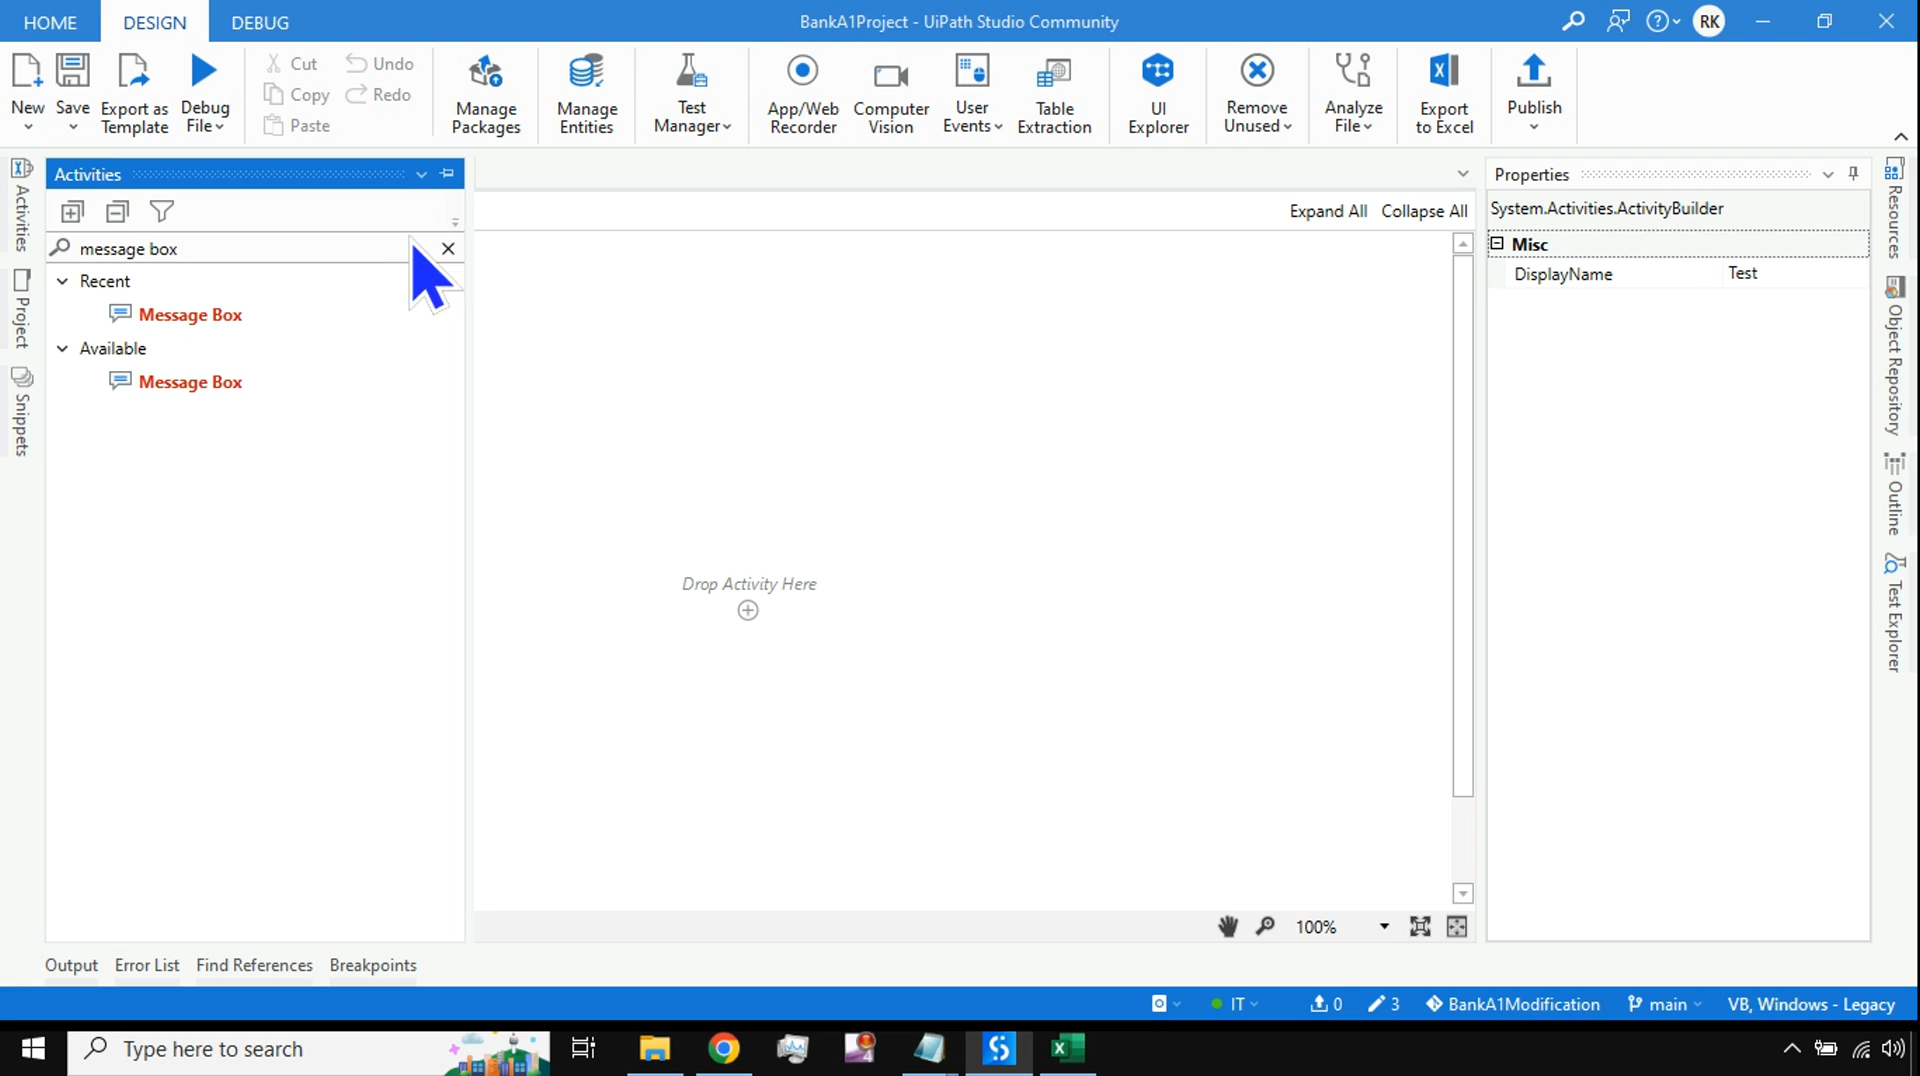 HOME
DESIGN
DEBUG
BankA1Project - UiPath Studio Community
RK
New
Save
Export as
Template
Debug
File
Cut
Copy
Paste
Undo
Redo
Manage
Packages
Manage
Entities
Test
Manager
App/Web
Recorder
Computer
Vision
User
Events
Table
Extraction
UI
Explorer
Remove
Unused
Analyze
File
Export
to Excel
Publish
Activities
Project
Snippets
Activities
message box
Recent
Message Box
Available
Message Box
Expand All
Collapse All
Drop Activity Here
100%
Properties
System.Activities.ActivityBuilder
Misc
DisplayName
Test
Resources
Object Repository
Outline
Test Explorer
Output
Error List
Find References
Breakpoints
IT
0
3
BankA1Modification
main
VB, Windows - Legacy
Type here to search
4